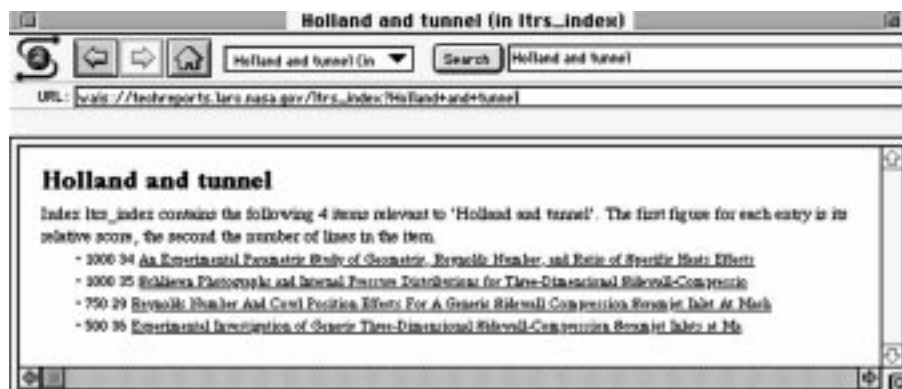 Holland and tunnel (in ltrs_index)
Holland and tunnel (in Search Holland and tunnel
URL: wais://techreports.larc.nasa.gov/ltrs_index?Holland+and+tunnel
Holland and tunnel
Index ltrs_index contains the following 4 items relevant to 'Holland and tunnel'. The first figure for each entry is its
relative score, the second the number of lines in the item.
• 1000 34 An Experimental Parametric Study of Geometric, Reynolds Number, and Ratio of Specific Heats Effects
• 1000 35 Schlieren Photographs and Internal Pressure Distributions for Three-Dimensional Sidewall-Compressio
• 750 29 Reynolds Number And Cowl Position Effects For A Generic Sidewall Compression Scramjet Inlet At Mach
• 500 36 Experimental Investigation of Generic Three-Dimensional Sidewall-Compression Scramjet Inlets at Ma